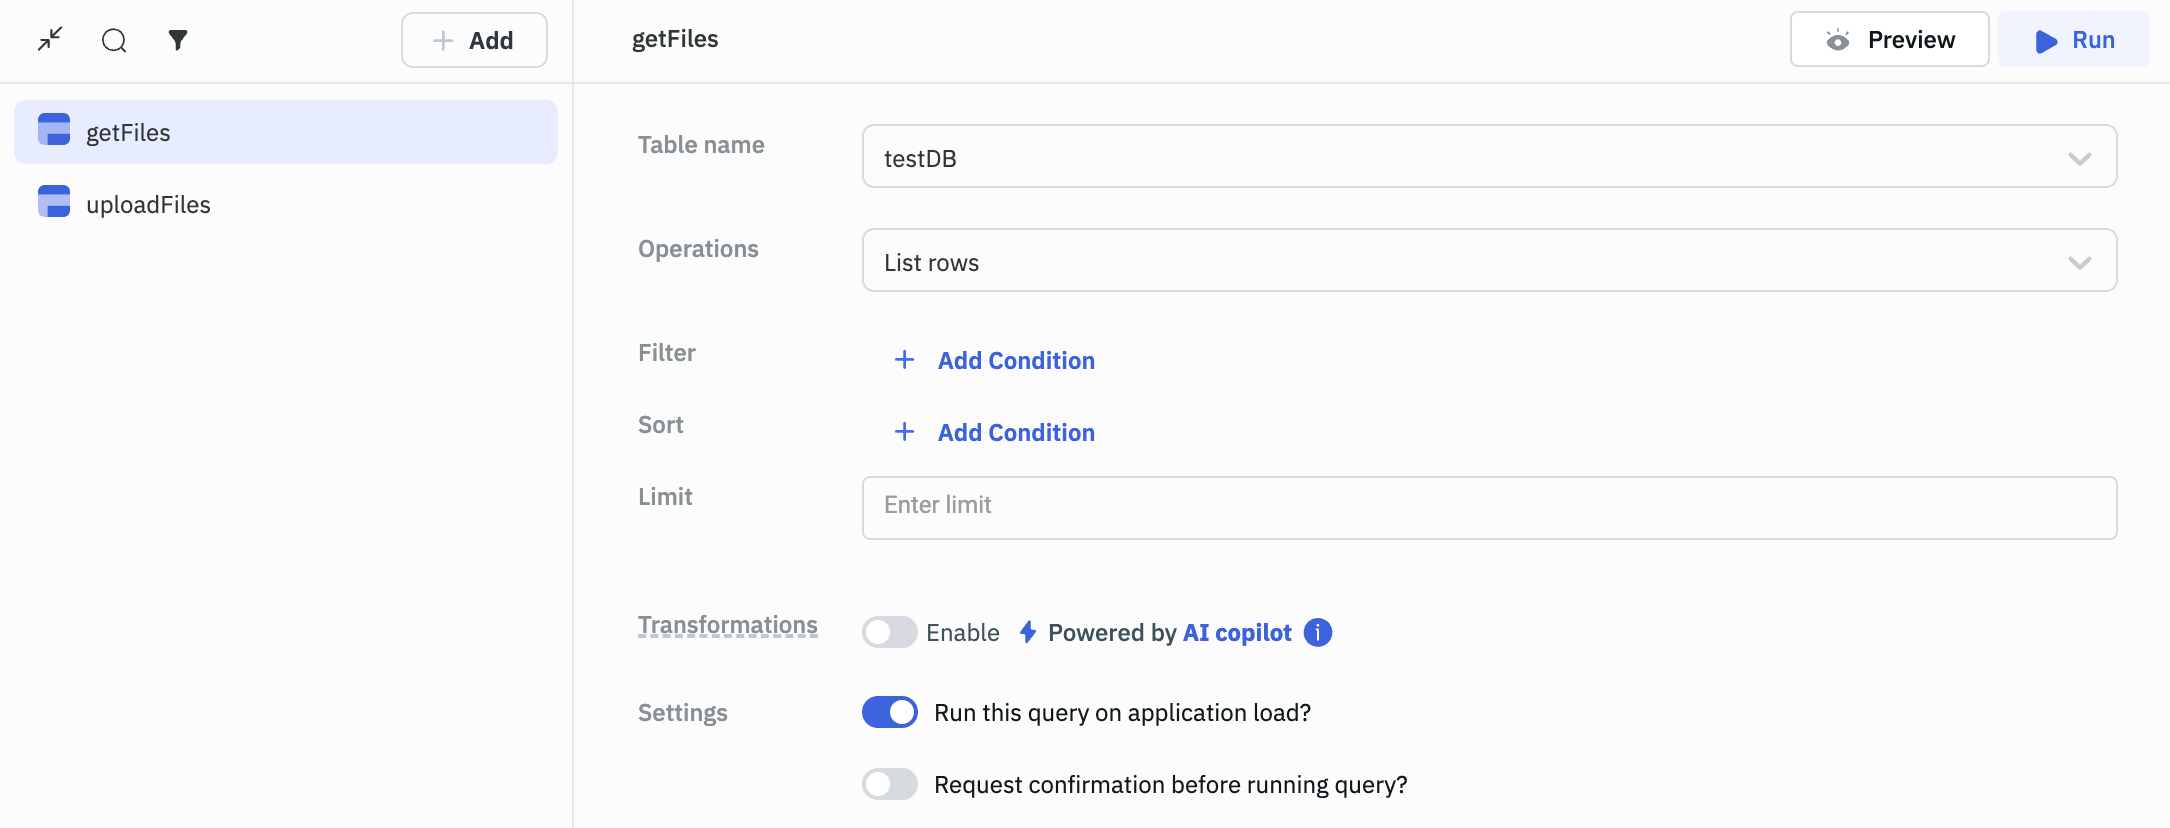 Add
getFiles
Preview
Run
getFiles
uploadFiles
Table name
testDB
Operations
List rows
Filter
+ Add Condition
Sort
+ Add Condition
Limit
Enter limit
Transformations
Enable
Powered by AI copilot
i
Settings
Run this query on application load?
Request confirmation before running query?